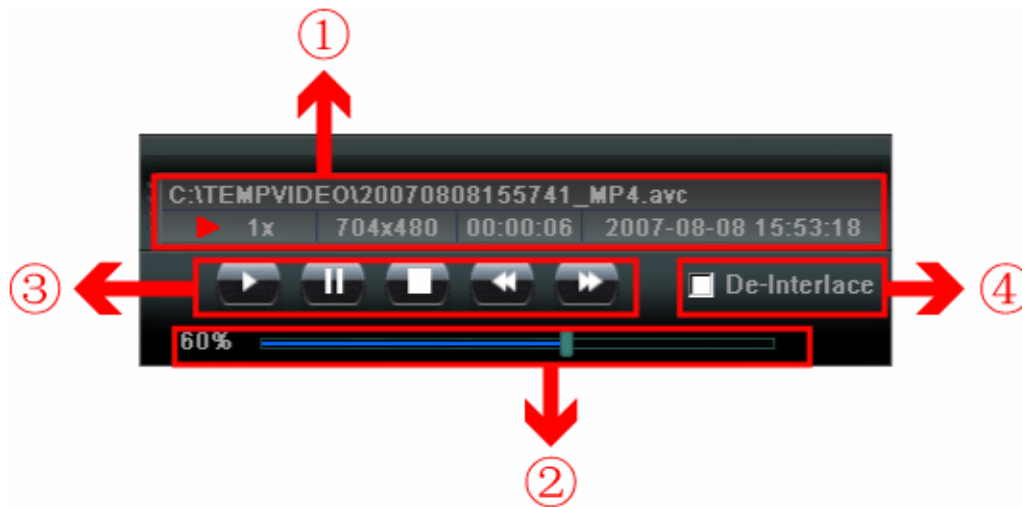 ①
C:\TEMPVIDEO\20070808155741_MP4.avc
1x 704x480 00:00:06 2007-08-08 15:53:18
③ De-Interlace ④
60%
②